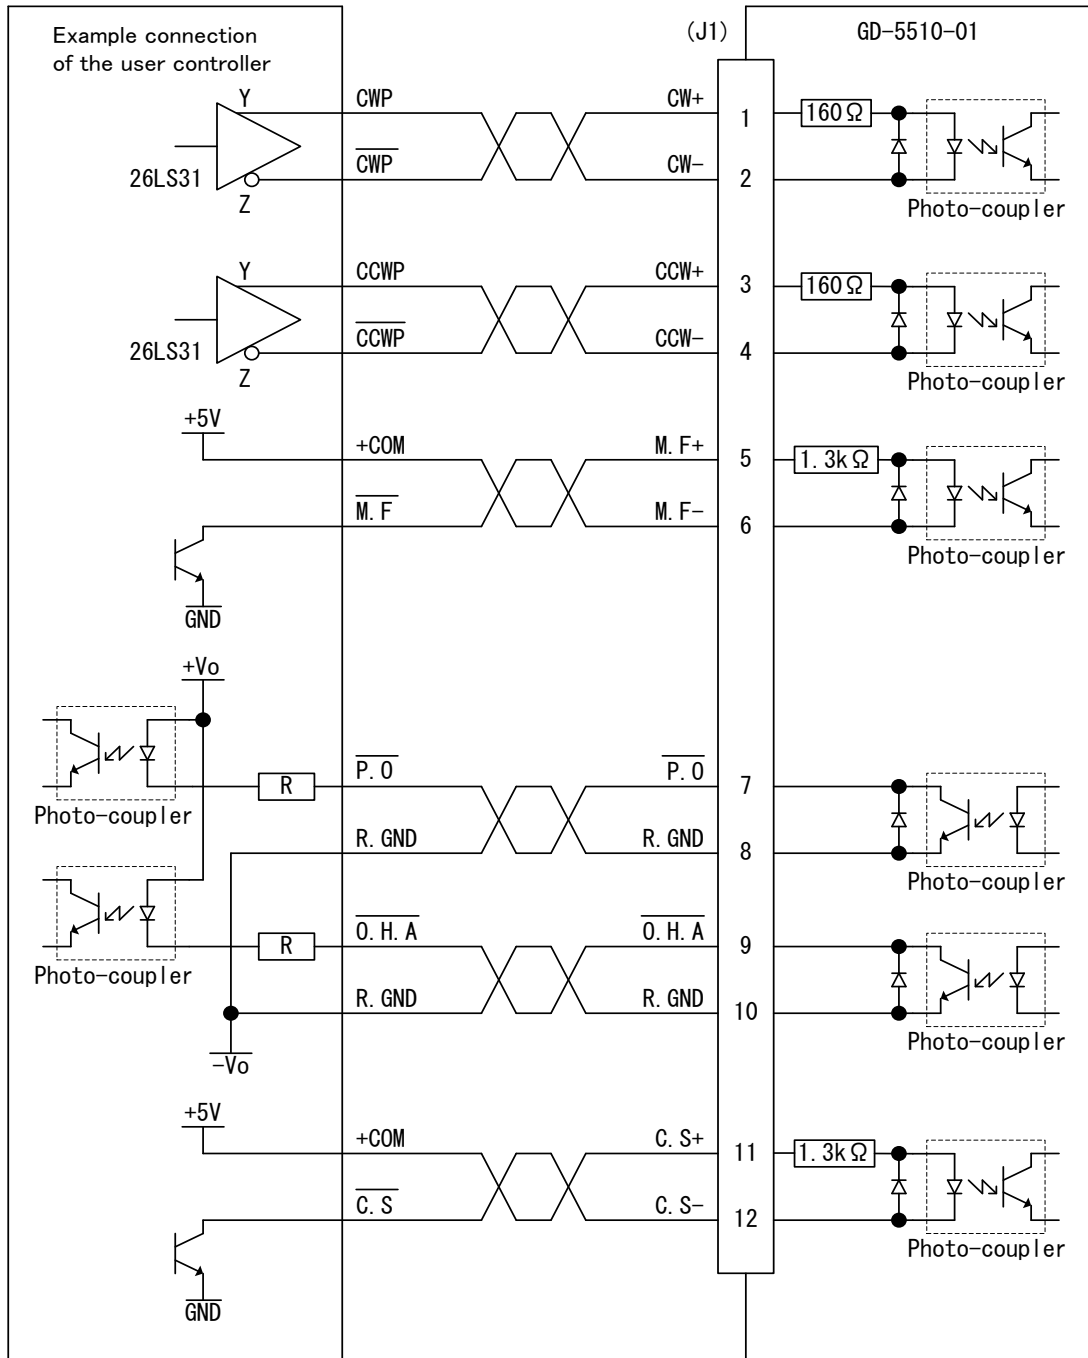 Example connection
of the user controller
(J1)
GD-5510-01
Y
CWP
CW+
1
160Ω
26LS31
C̅W̅P̅
CW-
2
Z
Photo-coupler
Y
CCWP
CCW+
3
160Ω
26LS31
C̅C̅W̅P̅
CCW-
4
Z
Photo-coupler
+5V
+COM
M.F+
5
1.3kΩ
M̅.̅F̅
M.F-
6
Photo-coupler
GND
+Vo
P̅.̅O̅
P̅.̅O̅
7
R
Photo-coupler
R.GND
R.GND
8
Photo-coupler
O̅.̅H̅.̅A̅
O̅.̅H̅.̅A̅
9
R
Photo-coupler
R.GND
R.GND
10
Photo-coupler
-Vo
+5V
+COM
C.S+
11
1.3kΩ
C̅.̅S̅
C.S-
12
Photo-coupler
GND